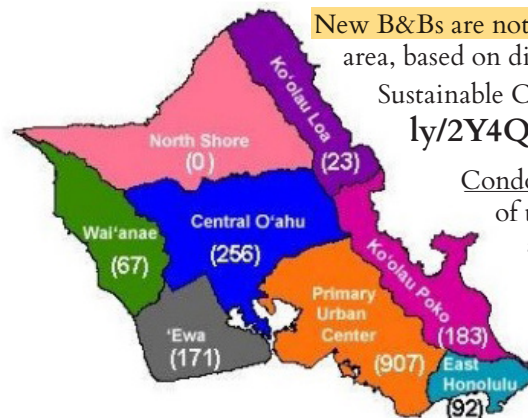 New B&Bs are not
area, based on di
Sustainable C
ly/2Y4Q
Condo
of u
Ko‘olau Loa
(23)
North Shore
(0)
Wai‘anae
(67)
Central O‘ahu
(256)
Ko‘olau Poko
(183)
‘Ewa
(171)
Primary
Urban
Center
(907)
East
Honolulu
(92)